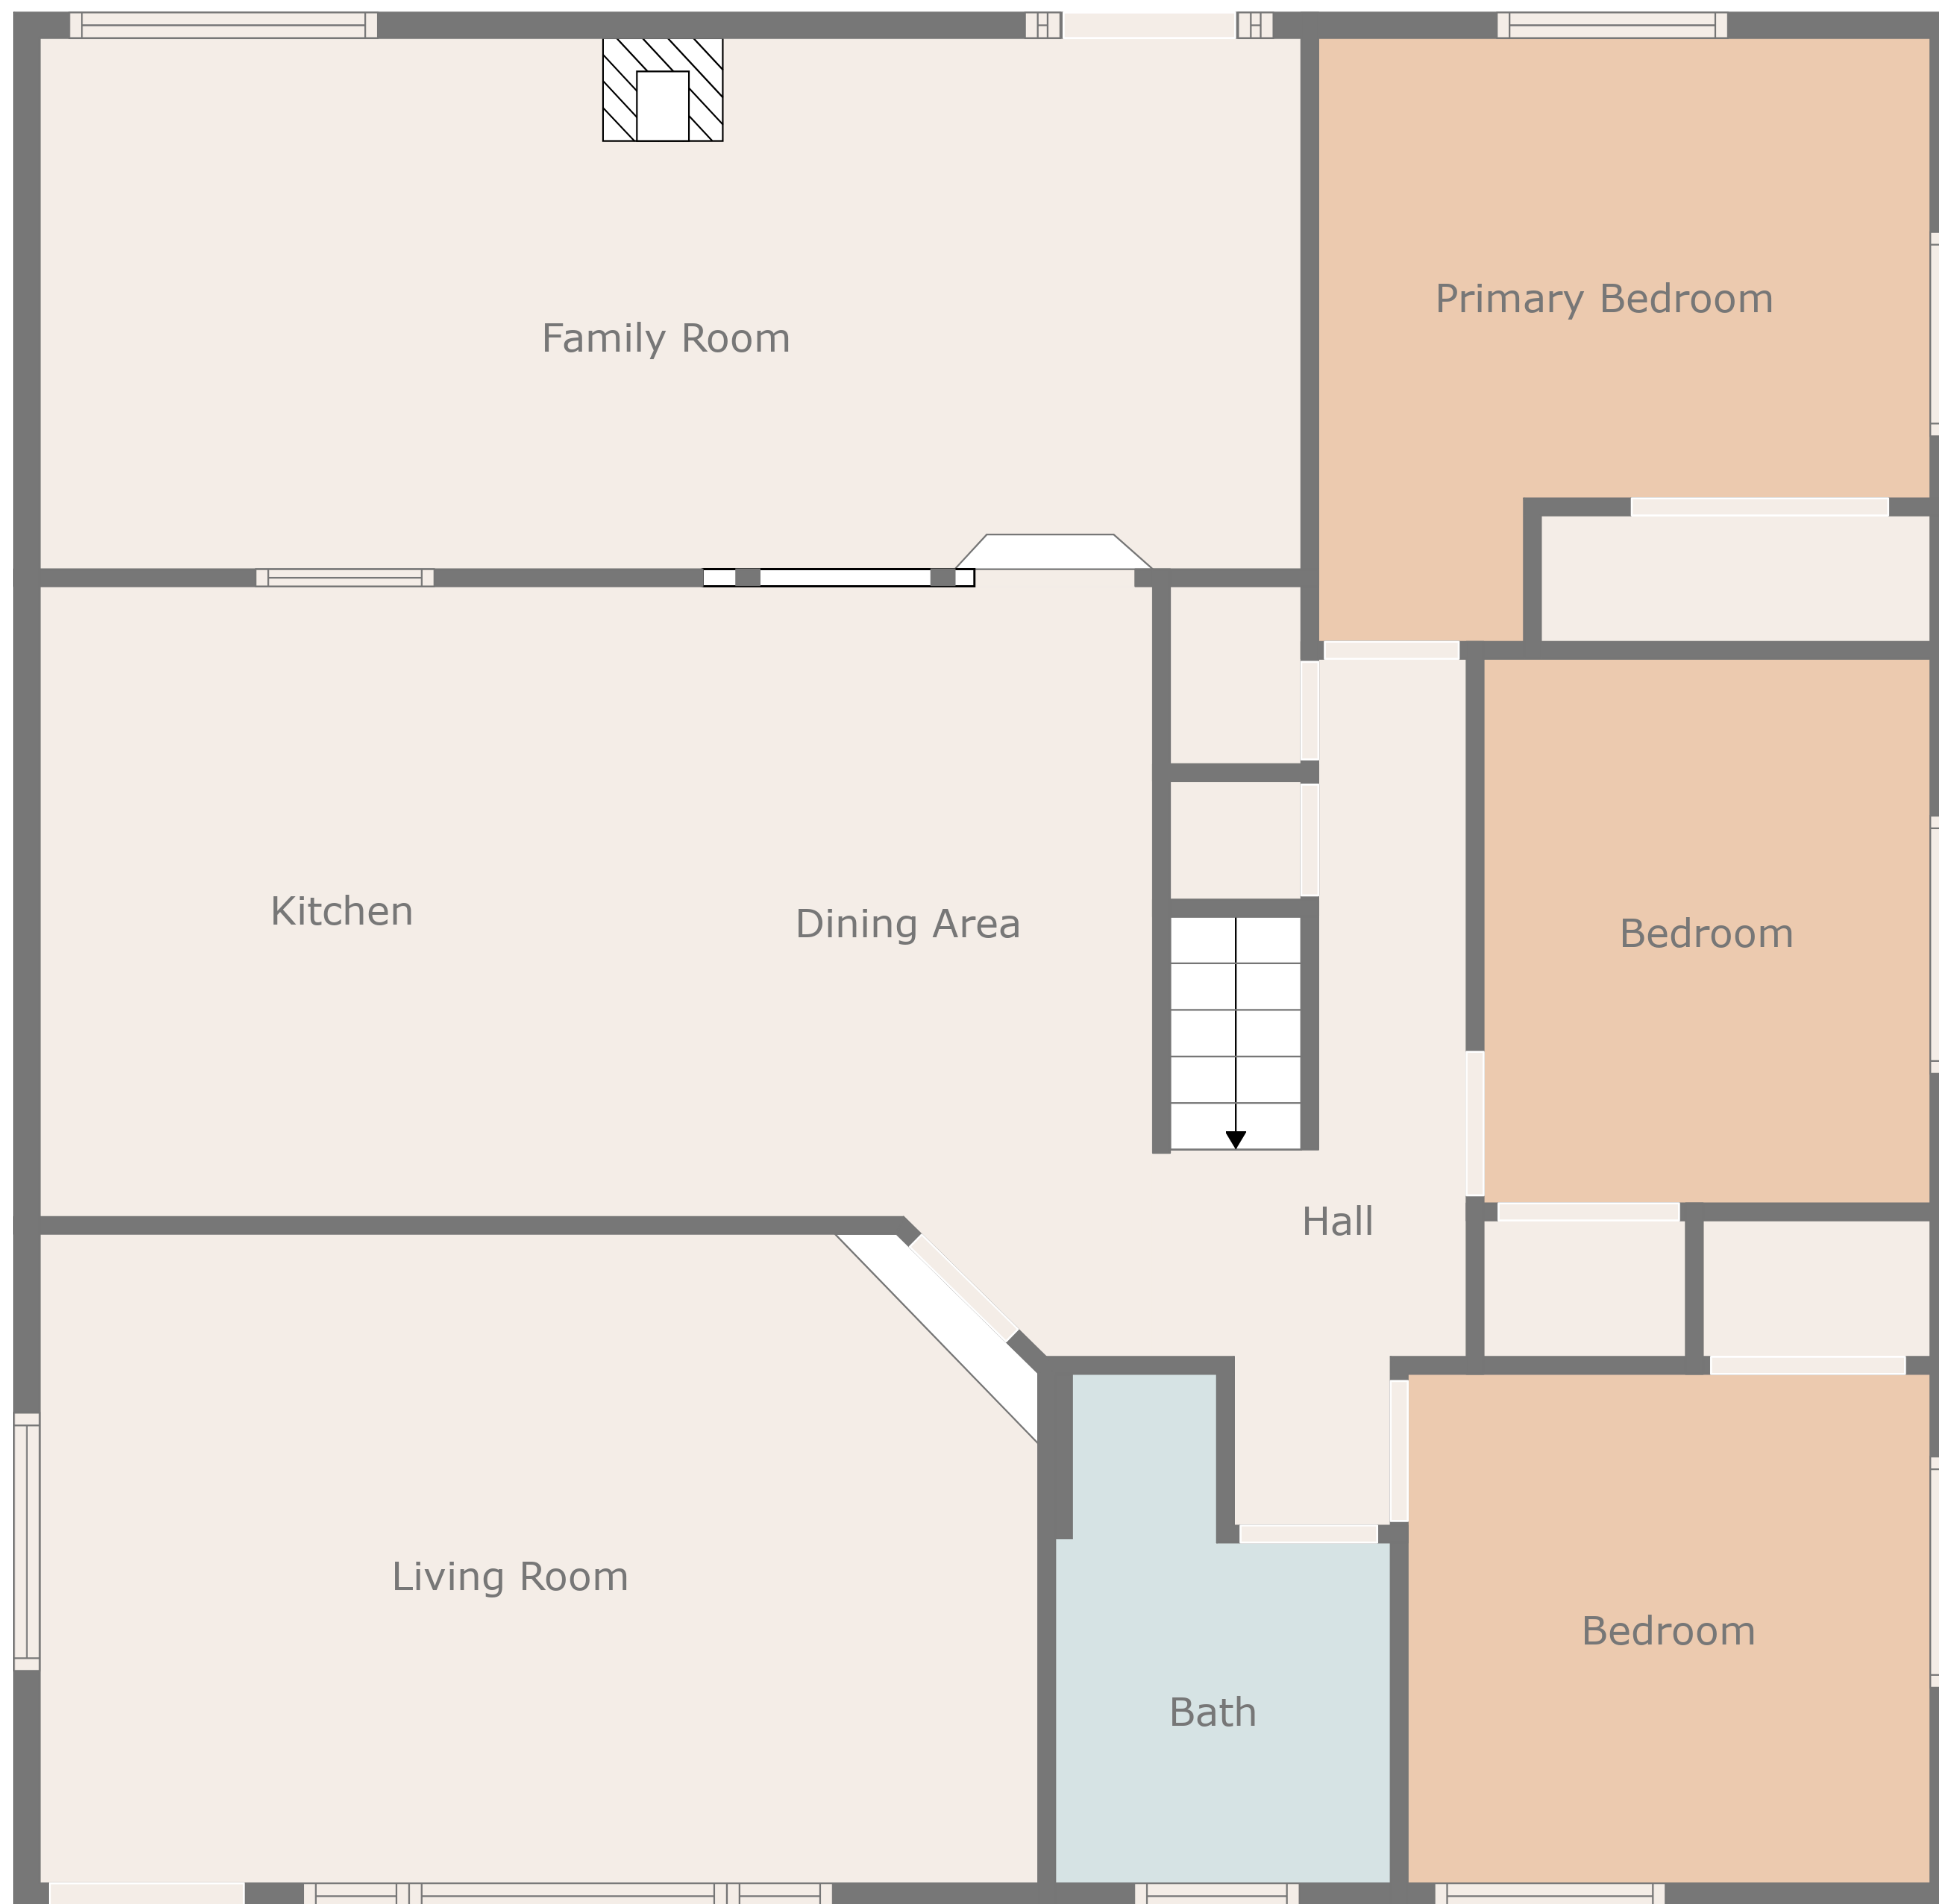 Primary Bedroom
Family Room
Kitchen
Dining Area
Bedroom
Hall
Living Room
Bedroom
Bath